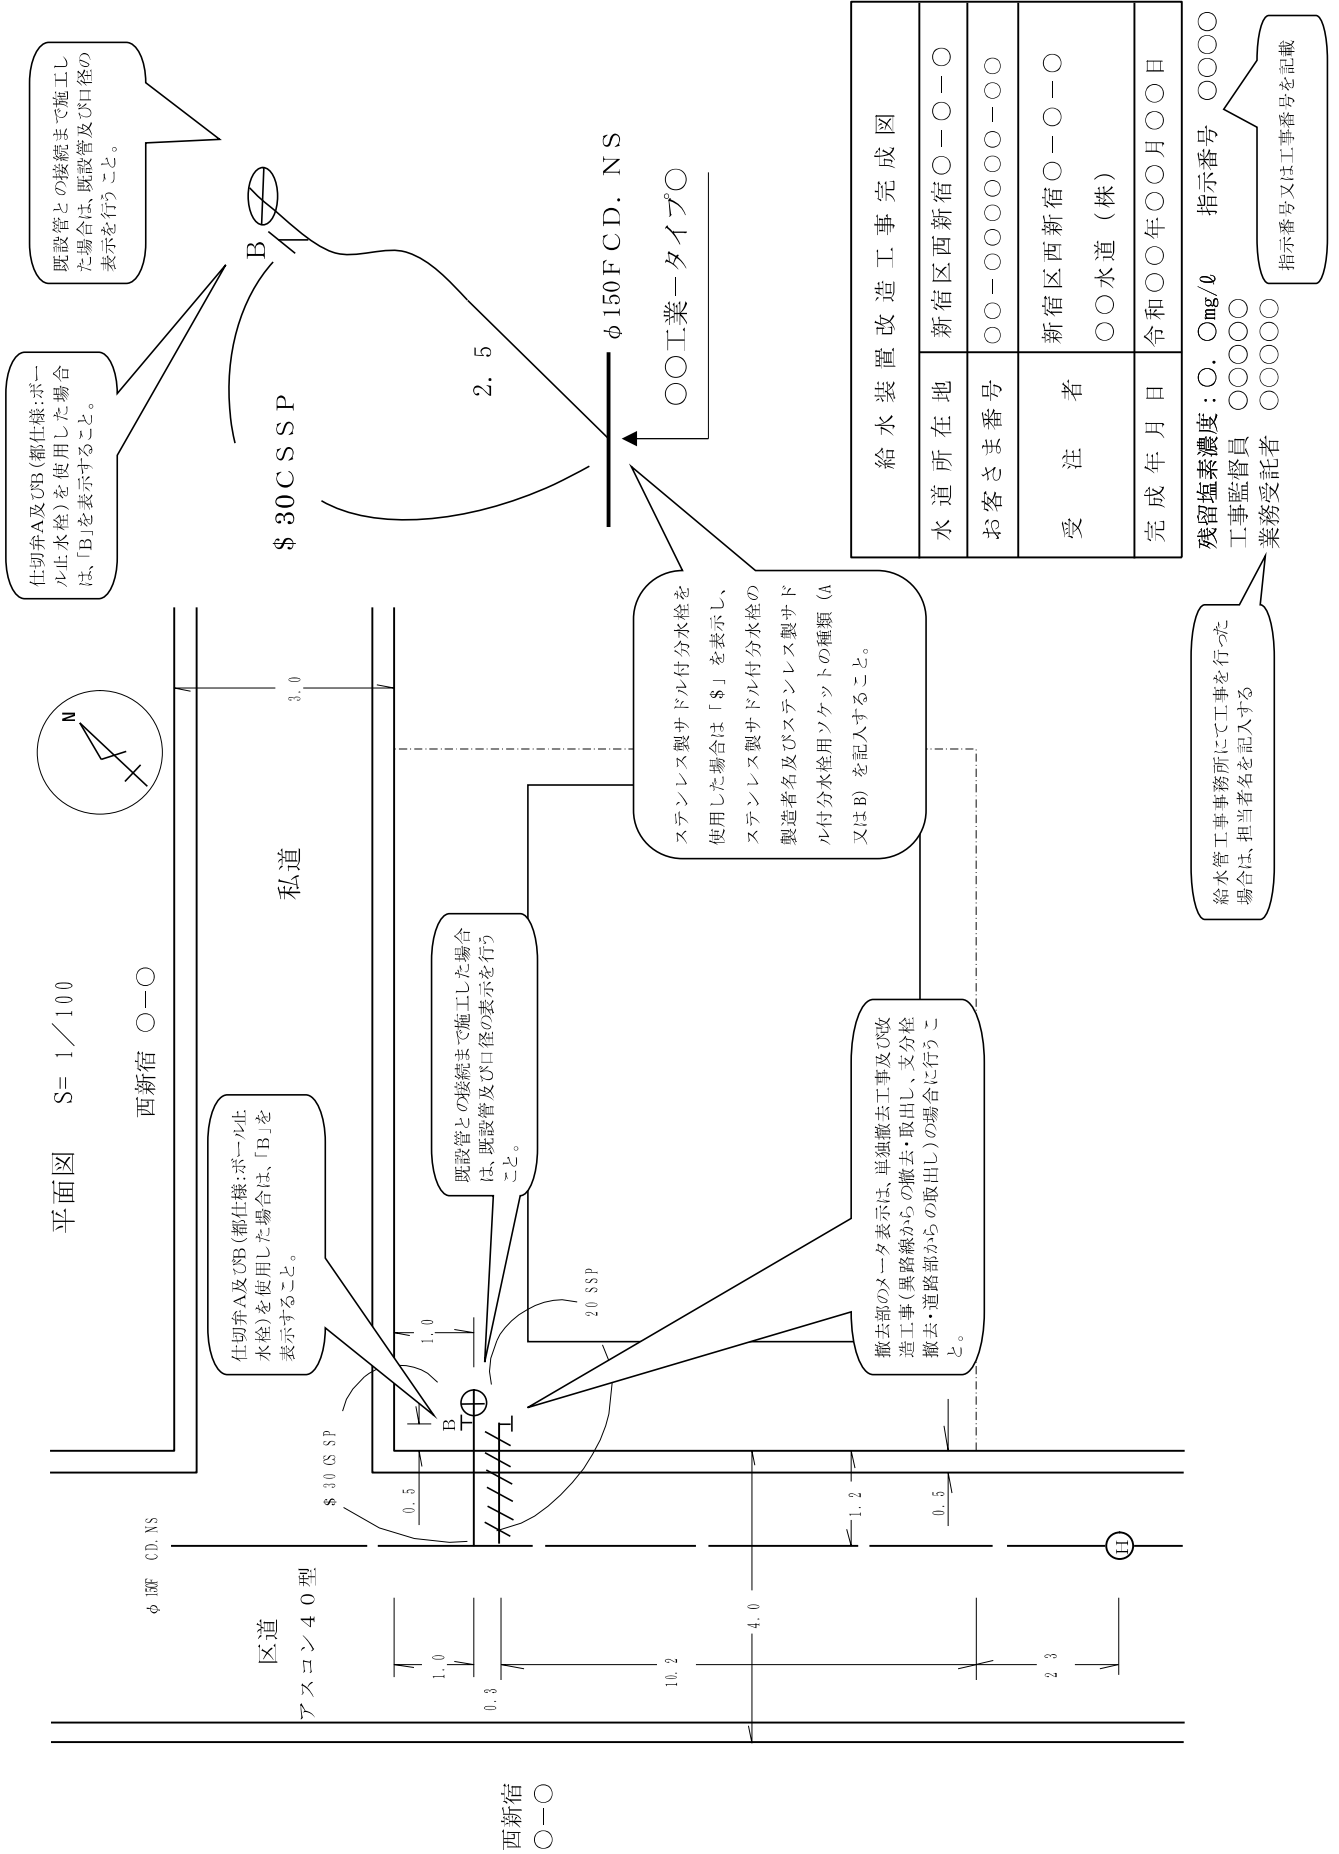 平面図　S= 1／100
西新宿　○－○
N
私道
3.0
区道
アスコン４０型
φ150F　CD.NS
西新宿
○－○
＄30CSSP
20SSP
B
H
1.0
0.5
1.0
0.3
10.2
2 3
4.0
1.2
0.5
仕切弁A及びB（都仕様：ボール止
水栓）を使用した場合は、「B」を
表示すること。
既設管との接続まで施工した場合
は、既設管及び口径の表示を行う
こと。
撤去部のメータ表示は、単独撤去工事及び改
造工事（異路線からの撤去・取出し、支分栓
撤去・道路部からの取出し）の場合に行うこ
と。
仕切弁A及びB（都仕様：ボー
ル止水栓）を使用した場合
は、「B」を表示すること。
既設管との接続まで施工し
た場合は、既設管及び口径の
表示を行うこと。
B
＄30CSSP
2．5
φ150FCD．NS
○○工業－タイプ○
ステンレス製サドル付分水栓を
使用した場合は「＄」を表示し、
ステンレス製サドル付分水栓の
製造者名及びステンレス製サド
ル付分水栓用ソケットの種類（A
又はB）を記入すること。
給水装置改造工事完成図
水道所在地　新宿区西新宿○－○－○
お客さま番号　○○－○○○○○○○－○○
受注者　新宿区西新宿○－○－○
○○水道（株）
完成年月日　令和○○年○○月○○日
残留塩素濃度：○．○mg/ℓ　指示番号　○○○○
工事監督員　○○○○○
業務受託者　○○○○○
給水管工事事務所にて工事を行った
場合は、担当者名を記入する
指示番号又は工事番号を記載